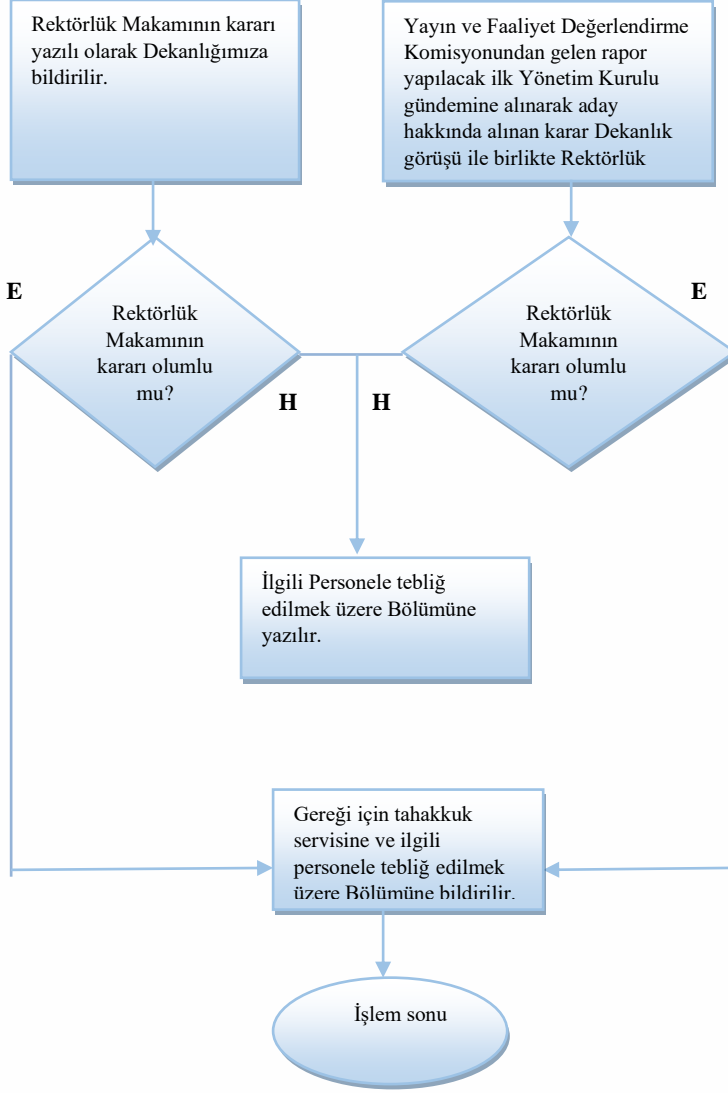 Rektörlük Makamının kararı
yazılı olarak Dekanlığımıza
bildirilir.
Yayın ve Faaliyet Değerlendirme
Komisyonundan gelen rapor
yapılacak ilk Yönetim Kurulu
gündemine alınarak aday
hakkında alınan karar Dekanlık
görüşü ile birlikte Rektörlük
E
Rektörlük
Makamının
kararı olumlu
mu?
H
H
Rektörlük
Makamının
kararı olumlu
mu?
E
İlgili Personele tebliğ
edilmek üzere Bölümüne
yazılır.
Gereği için tahakkuk
servisine ve ilgili
personele tebliğ edilmek
üzere Bölümüne bildirilir.
İşlem sonu